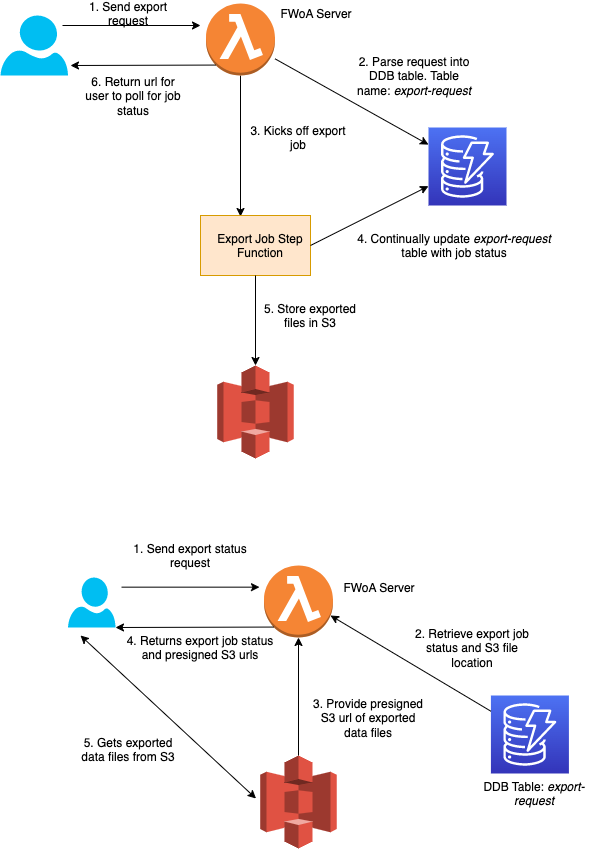 1. Send export
request
FWoA Server
2. Parse request into
DDB table. Table
name: export-request
6. Return url for
user to poll for job
status
3. Kicks off export
job
Export Job Step
Function
4. Continually update export-request
table with job status
5. Store exported
files in S3
1. Send export status
request
FWoA Server
2. Retrieve export job
status and S3 file
location
4. Returns export job status
and presigned S3 urls
3. Provide presigned
S3 url of exported
data files
5. Gets exported
data files from S3
DDB Table: export-
request